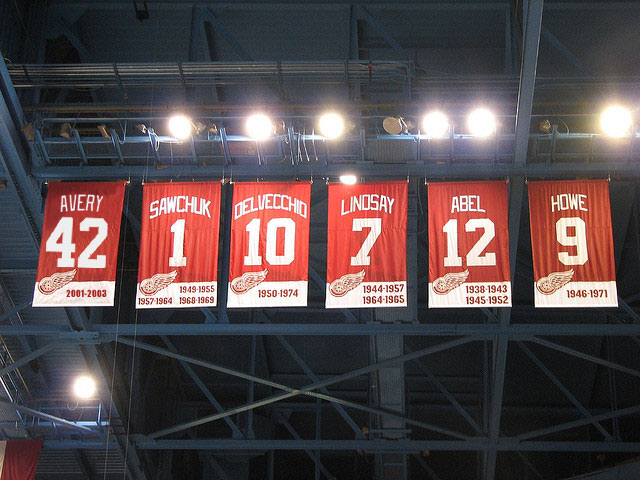 AVERY
42
2001-2003
SAWCHUK
1
1949-1955
1957-1964 1968-1969
DELVECCHIO
10
1950-1974
LINDSAY
7
1944-1957
1964-1965
ABEL
12
1938-1943
1945-1952
HOWE
9
1946-1971